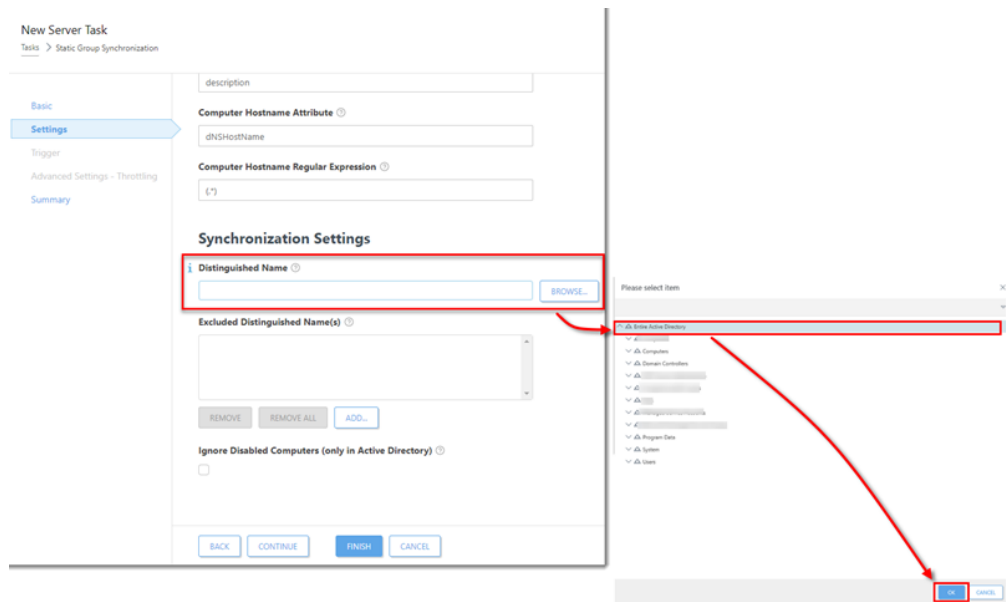 New Server Task
Tasks > Static Group Synchronization
Basic
Settings
Trigger
Advanced Settings - Throttling
Summary
description
Computer Hostname Attribute ?
dNSHostName
Computer Hostname Regular Expression ?
(.*)
Synchronization Settings
i Distinguished Name ?
BROWSE...
Excluded Distinguished Name(s) ?
REMOVE REMOVE ALL ADD...
Ignore Disabled Computers (only in Active Directory) ?
BACK CONTINUE FINISH CANCEL
Please select item
Entire Active Directory
Computers
Domain Controllers
Program Data
System
Users
OK CANCEL